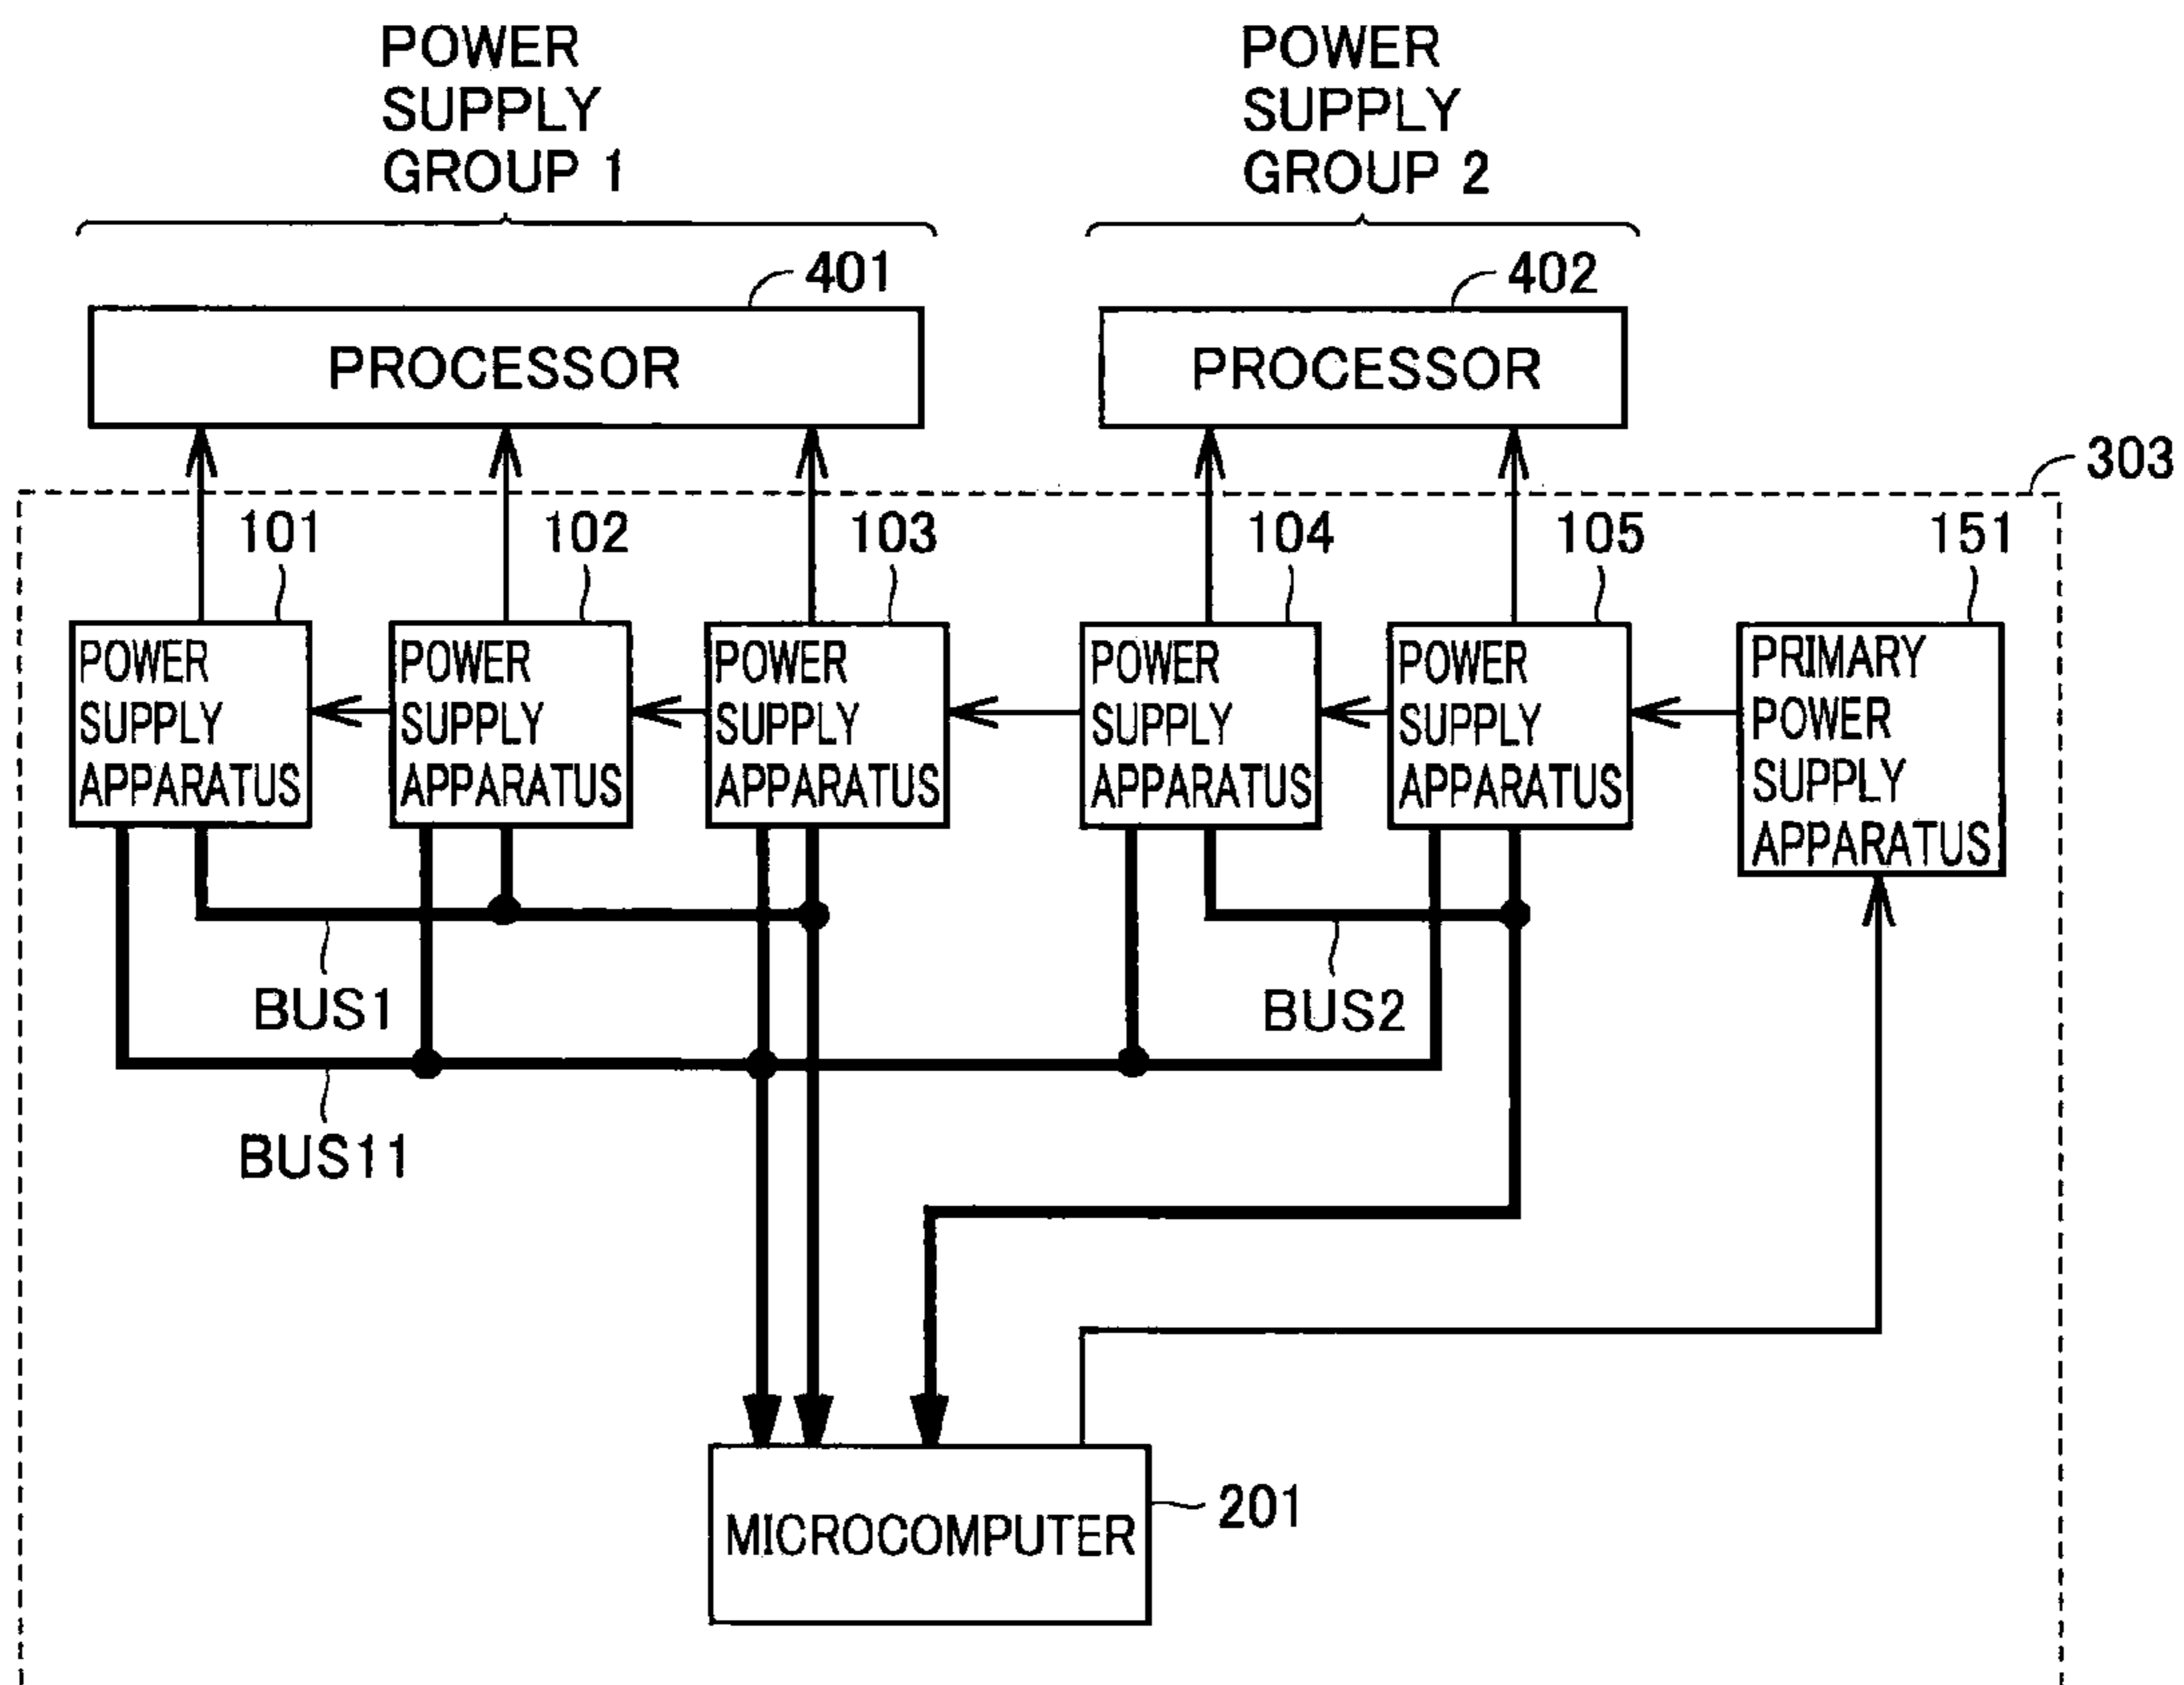 POWER
SUPPLY
GROUP 1
POWER
SUPPLY
GROUP 2
401
402
PROCESSOR
PROCESSOR
303
101
102
103
104
105
151
POWER
SUPPLY
APPARATUS
POWER
SUPPLY
APPARATUS
POWER
SUPPLY
APPARATUS
POWER
SUPPLY
APPARATUS
POWER
SUPPLY
APPARATUS
PRIMARY
POWER
SUPPLY
APPARATUS
BUS1
BUS2
BUS11
MICROCOMPUTER
201